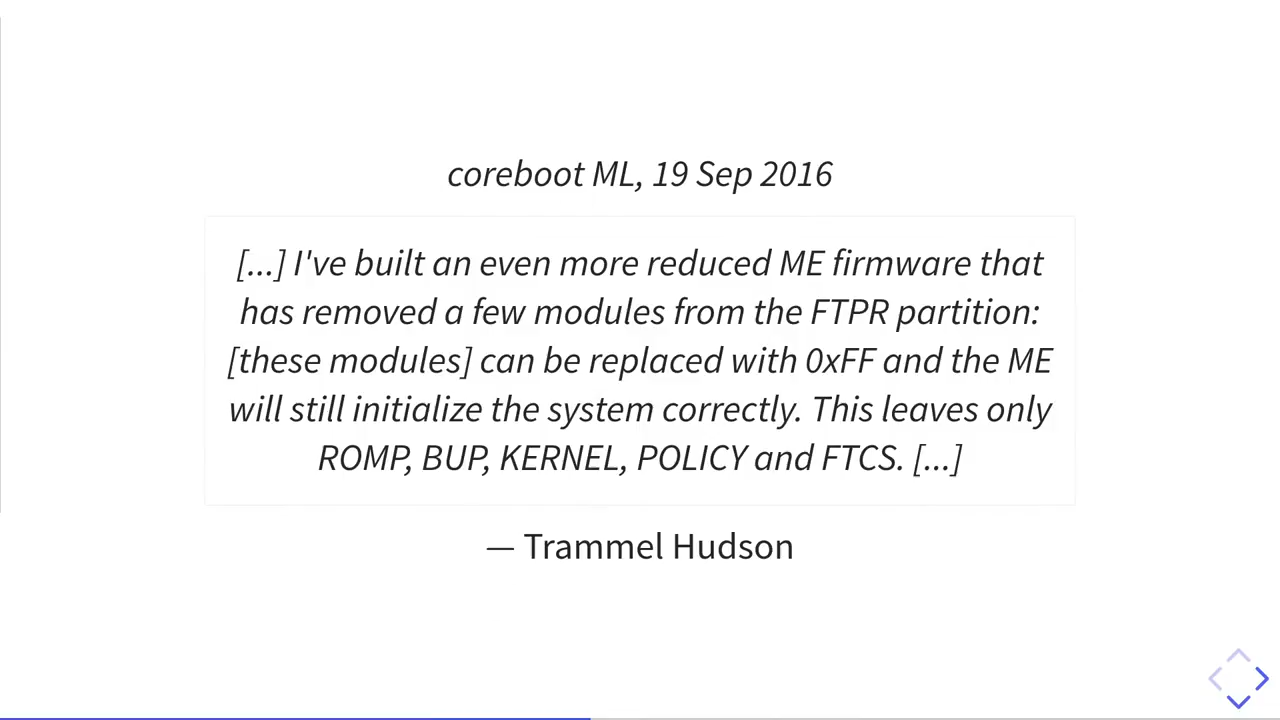 coreboot ML, 19 Sep 2016
[...] I've built an even more reduced ME firmware that
has removed a few modules from the FTPR partition:
[these modules] can be replaced with 0xFF and the ME
will still initialize the system correctly. This leaves only
ROMP, BUP, KERNEL, POLICY and FTCS. [...]
— Trammel Hudson